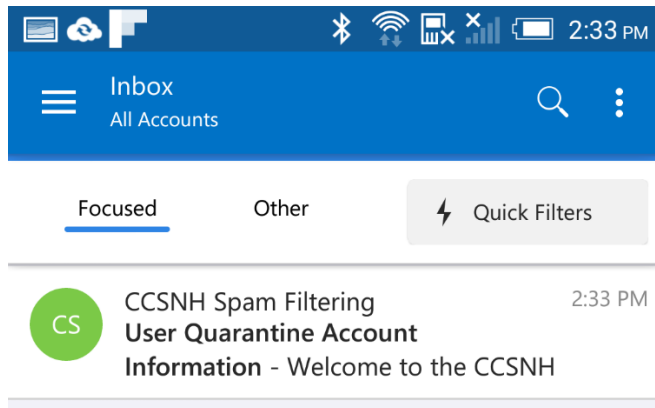 2:33 PM
Inbox
All Accounts
Focused Other Quick Filters
CCSNH Spam Filtering 2:33 PM
CS
User Quarantine Account
Information - Welcome to the CCSNH